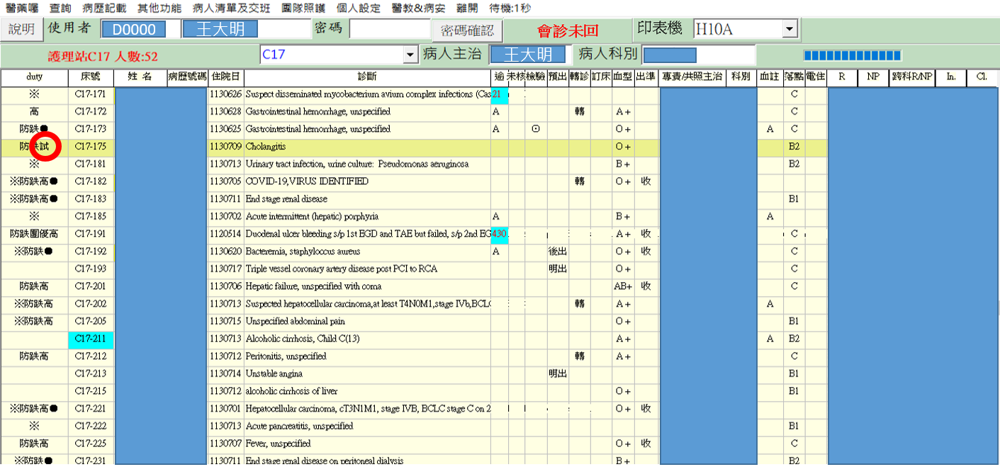 醫藥囑 查詢 病歷記載 其他功能 病人清單及交班 團隊照護 個人設定 醫教&病安 離開 待機:1秒
說明 使用者 D0000 王大明 密碼 密碼確認 會診未回 印表機 H10A
護理站C17 人數:52 C17 病人主治 王大明 病人科別
duty 床號 姓 名 病歷號碼 住院日 診斷 逾 未核 檢驗 預出 轉診 訂床 血型 出準 專責/共照主治 科別 血註 落點 電住 R NP 跨科R/NP In. Cl.
※ C17-171 1130626 Suspect disseminated mycobacterium avium complex infections (Cas 21 C
高 C17-172 1130628 Gastrointestinal hemorrhage, unspecified A 轉 A+ C
防跌● C17-173 1130625 Gastrointestinal hemorrhage, unspecified A ⊙ O+ A C
防跌試 C17-175 1130709 Cholangitis O+ B2
※ C17-181 1130713 Urinary tract infection, urine culture: Pseudomonas aeruginosa B+ B2
※防跌高● C17-182 1130705 COVID-19,VIRUS IDENTIFIED 轉 O+ 收
※防跌高● C17-183 1130711 End stage renal disease B1
※ C17-185 1130702 Acute intermittent (hepatic) porphyria A B+ A
防跌團優高 C17-191 1120514 Duodenal ulcer bleeding s/p 1st EGD and TAE but failed, s/p 2nd EG 430 A+ 收 C
※防跌● C17-192 1130620 Bacteremia, staphyloccus aureus A 後出 O+ 收 C
C17-193 1130717 Triple vessel coronary artery disease post PCI to RCA 明出 O+ C
防跌高 C17-201 1130706 Hepatic failure, unspecified with coma AB+ 收 C
※防跌高 C17-202 1130713 Suspected hepatocellular carcinoma,at least T4N0M1,stage IVb,BCLC 轉 A+ A
※防跌高 C17-205 1130715 Unspecified abdominal pain O+ B1
C17-211 1130713 Alcoholic cirrhosis, Child C(13) A+ A B2
防跌高 C17-212 1130712 Peritonitis, unspecified 轉 A+ C
C17-213 1130714 Unstable angina 明出 B1
C17-215 1130712 alcoholic cirrhosis of liver O+ B1
※防跌高● C17-221 1130701 Hepatocellular carcinoma, cT3N1M1, stage IVB, BCLC stage C on 2 O+ 收
※ C17-222 1130713 Acute pancreatitis, unspecified B1
防跌高 C17-225 1130707 Fever, unspecified O+ 收 C
※防跌● C17-231 1130711 End stage renal disease on peritoneal dialysis B+ B2